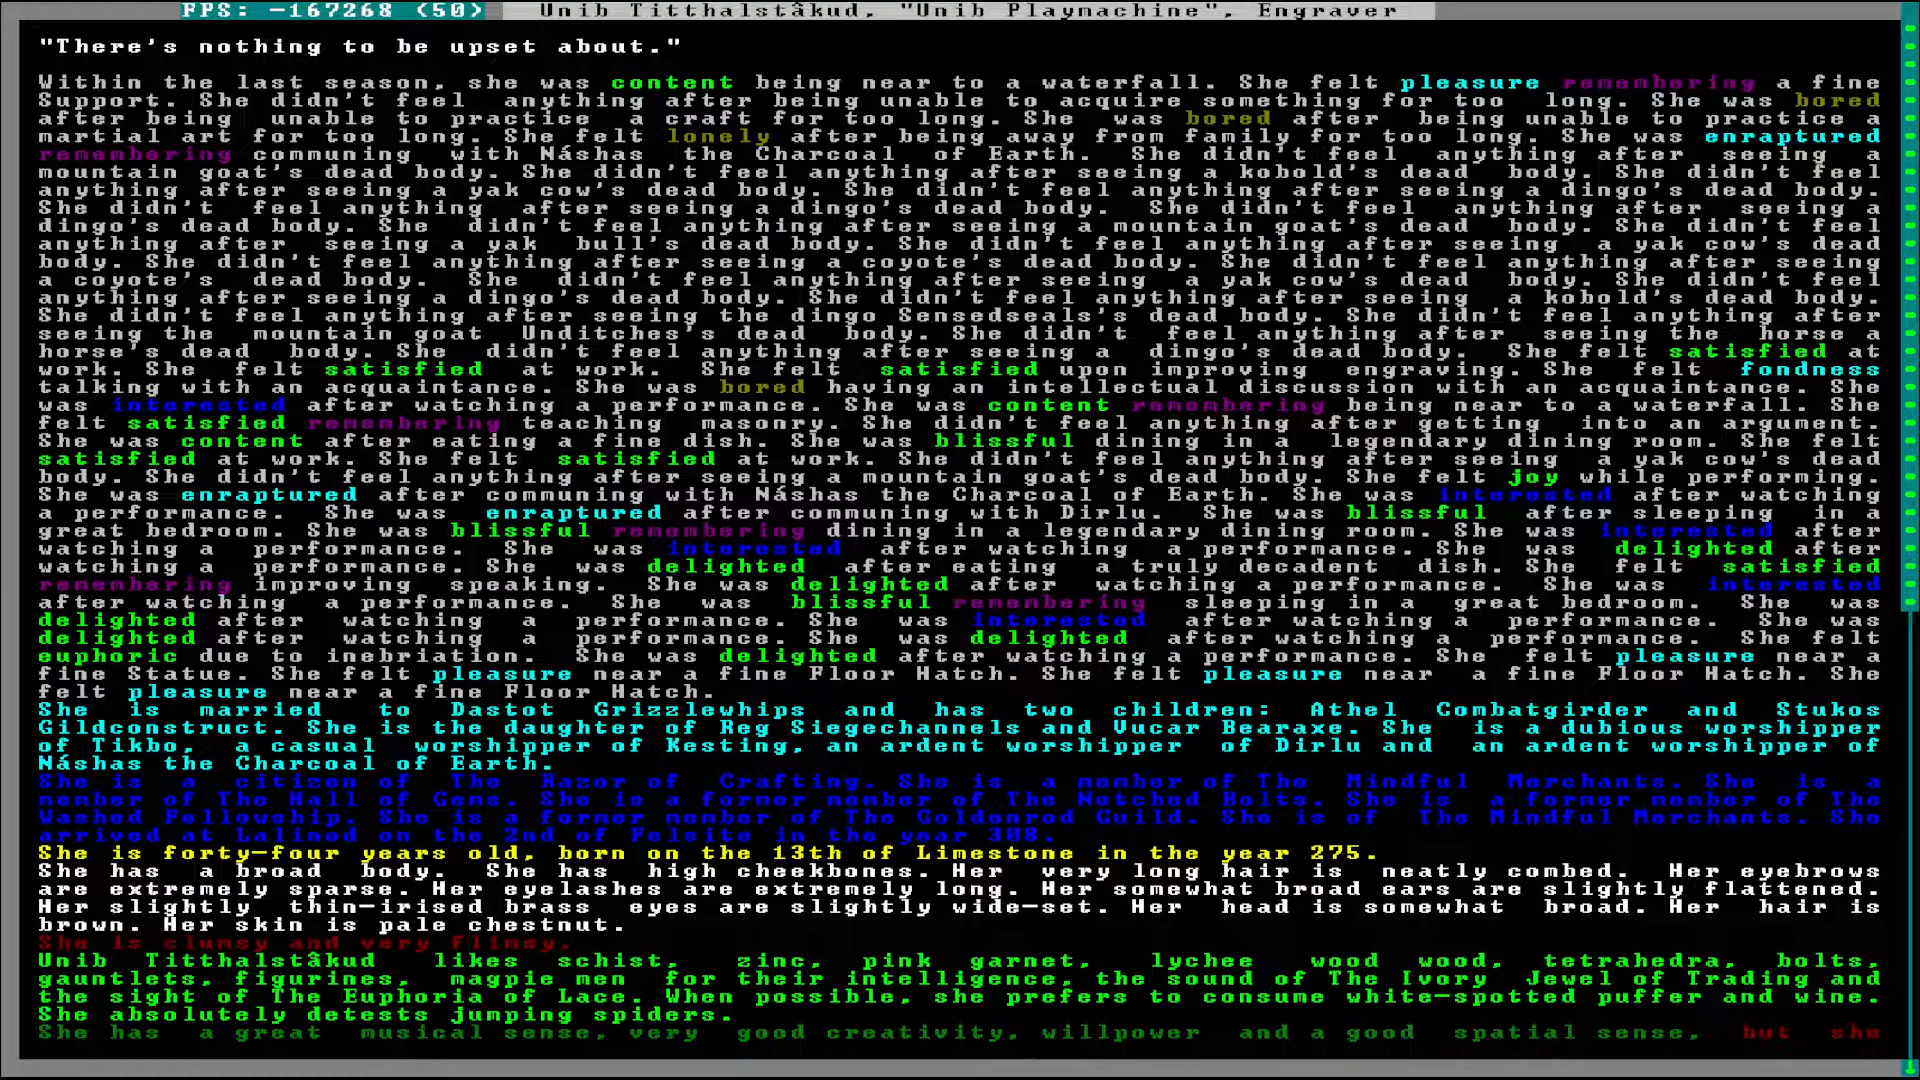 FPS: -167268 (50)
Unib Titthalstâkud, "Unib Playmachine", Engraver
"There's nothing to be upset about."
Within the last season, she was content being near to a waterfall. She felt pleasure remembering a fine
Support. She didn't feel anything after being unable to acquire something for too long. She was bored
after being unable to practice a craft for too long. She was bored after being unable to practice a
martial art for too long. She felt lonely after being away from family for too long. She was enraptured
remembering communing with Náshas the Charcoal of Earth. She didn't feel anything after seeing a
mountain goat's dead body. She didn't feel anything after seeing a kobold's dead body. She didn't feel
anything after seeing a yak cow's dead body. She didn't feel anything after seeing a dingo's dead body.
She didn't feel anything after seeing a dingo's dead body. She didn't feel anything after seeing a
dingo's dead body. She didn't feel anything after seeing a mountain goat's dead body. She didn't feel
anything after seeing a yak bull's dead body. She didn't feel anything after seeing a yak cow's dead
body. She didn't feel anything after seeing a coyote's dead body. She didn't feel anything after seeing
a coyote's dead body. She didn't feel anything after seeing a yak cow's dead body. She didn't feel
anything after seeing a dingo's dead body. She didn't feel anything after seeing a kobold's dead body.
She didn't feel anything after seeing the dingo Sensedseals's dead body. She didn't feel anything after
seeing the mountain goat Unditches's dead body. She didn't feel anything after seeing the horse a
horse's dead body. She didn't feel anything after seeing a dingo's dead body. She felt satisfied at
work. She felt satisfied at work. She felt satisfied upon improving engraving. She felt fondness
talking with an acquaintance. She was bored having an intellectual discussion with an acquaintance. She
was interested after watching a performance. She was content remembering being near to a waterfall. She
felt satisfied remembering teaching masonry. She didn't feel anything after getting into an argument.
She was content after eating a fine dish. She was blissful dining in a legendary dining room. She felt
satisfied at work. She felt satisfied at work. She didn't feel anything after seeing a yak cow's dead
body. She didn't feel anything after seeing a mountain goat's dead body. She felt joy while performing.
She was enraptured after communing with Náshas the Charcoal of Earth. She was interested after watching
a performance. She was enraptured after communing with Dirlu. She was blissful after sleeping in a
great bedroom. She was blissful remembering dining in a legendary dining room. She was interested after
watching a performance. She was interested after watching a performance. She was delighted after
watching a performance. She was delighted after eating a truly decadent dish. She felt satisfied
remembering improving speaking. She was delighted after watching a performance. She was interested
after watching a performance. She was blissful remembering sleeping in a great bedroom. She was
delighted after watching a performance. She was interested after watching a performance. She was
delighted after watching a performance. She was delighted after watching a performance. She felt
euphoric due to inebriation. She was delighted after watching a performance. She felt pleasure near a
fine Statue. She felt pleasure near a fine Floor Hatch. She felt pleasure near a fine Floor Hatch. She
felt pleasure near a fine Floor Hatch.
She is married to Dastot Grizzlewhips and has two children: Athel Combatgirder and Stukos
Gildconstruct. She is the daughter of Reg Siegechannels and Vucar Bearaxe. She is a dubious worshipper
of Tikbo, a casual worshipper of Kesting, an ardent worshipper of Dirlu and an ardent worshipper of
Náshas the Charcoal of Earth.
She is a citizen of The Razor of Crafting. She is a member of The Mindful Merchants. She is a
member of The Hall of Gems. She is a former member of The Notched Bolts. She is a former member of The
Washed Fellowship. She is a former member of The Goldenrod Guild. She is of The Mindful Merchants. She
arrived at Lalinod on the 2nd of Felsite in the year 308.
She is forty-four years old, born on the 13th of Limestone in the year 275.
She has a broad body. She has high cheekbones. Her very long hair is neatly combed. Her eyebrows
are extremely sparse. Her eyelashes are extremely long. Her somewhat broad ears are slightly flattened.
Her slightly thin-irised brass eyes are slightly wide-set. Her head is somewhat broad. Her hair is
brown. Her skin is pale chestnut.
She is clumsy and very flimsy.
Unib Titthalstâkud likes schist, zinc, pink garnet, lychee wood wood, tetrahedra, bolts,
gauntlets, figurines, magpie men for their intelligence, the sound of The Ivory Jewel of Trading and
the sight of The Euphoria of Lace. When possible, she prefers to consume white-spotted puffer and wine.
She absolutely detests jumping spiders.
She has a great musical sense, very good creativity, willpower and a good spatial sense, but she